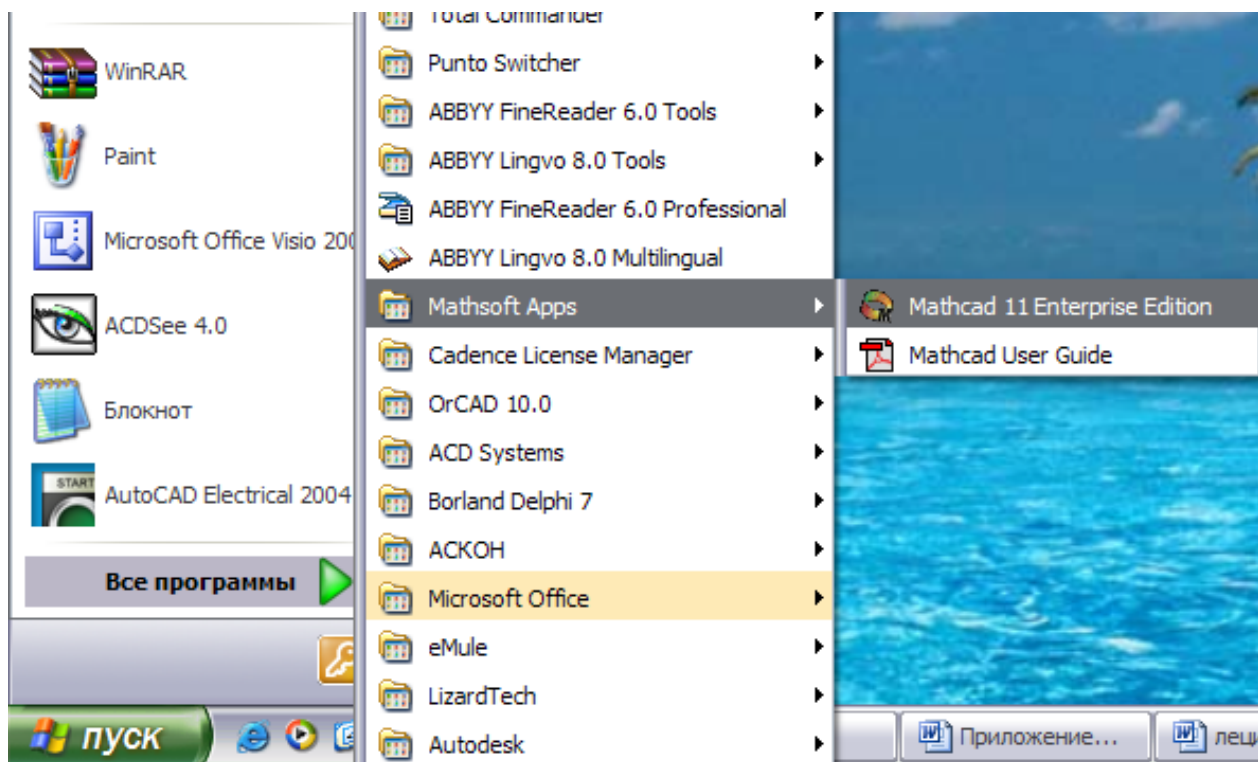 WinRAR
Paint
Microsoft Office Visio 200
ACDSee 4.0
Блокнот
START
AutoCAD Electrical 2004
Все программы
пуск
Total Commander
Punto Switcher
ABBYY FineReader 6.0 Tools
ABBYY Lingvo 8.0 Tools
ABBYY FineReader 6.0 Professional
ABBYY Lingvo 8.0 Multilingual
Mathsoft Apps
Cadence License Manager
OrCAD 10.0
ACD Systems
Borland Delphi 7
АСКОН
Microsoft Office
eMule
LizardTech
Autodesk
Mathcad 11 Enterprise Edition
Mathcad User Guide
Приложение...